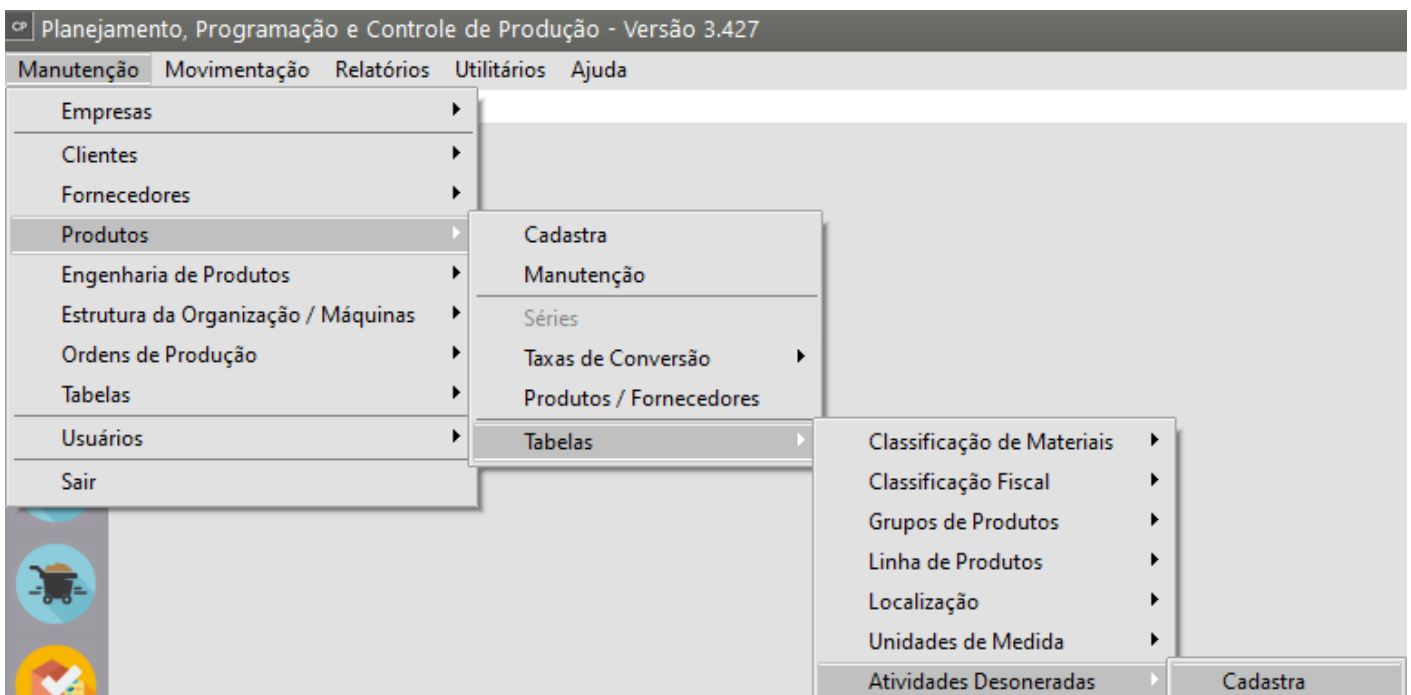 CP Planejamento, Programação e Controle de Produção - Versão 3.427
Manutenção Movimentação Relatórios Utilitários Ajuda
Empresas
Clientes
Fornecedores
Produtos
Engenharia de Produtos
Estrutura da Organização / Máquinas
Ordens de Produção
Tabelas
Usuários
Sair
Cadastra
Manutenção
Séries
Taxas de Conversão
Produtos / Fornecedores
Tabelas
Classificação de Materiais
Classificação Fiscal
Grupos de Produtos
Linha de Produtos
Localização
Unidades de Medida
Atividades Desoneradas
Cadastra